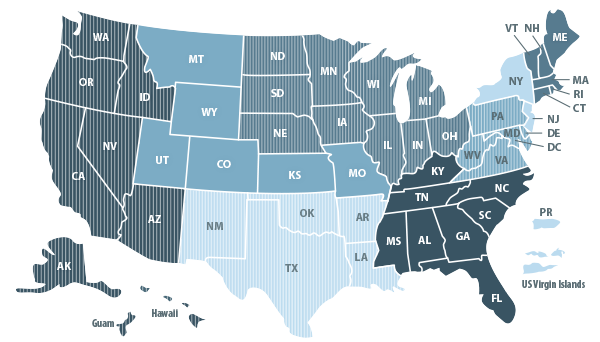 VT NH
ME
WA
MT
ND
MN
OR
ID
SD
WI
MI
NY
MA
RI
CT
WY
NE
IA
PA
NJ
NV
UT
CO
IL
IN
OH
MD
DE
DC
WV
VA
CA
KS
MO
KY
NC
AZ
NM
OK
AR
TN
SC
PR
MS
AL
GA
TX
LA
AK
US Virgin Islands
FL
Hawaii
Guam